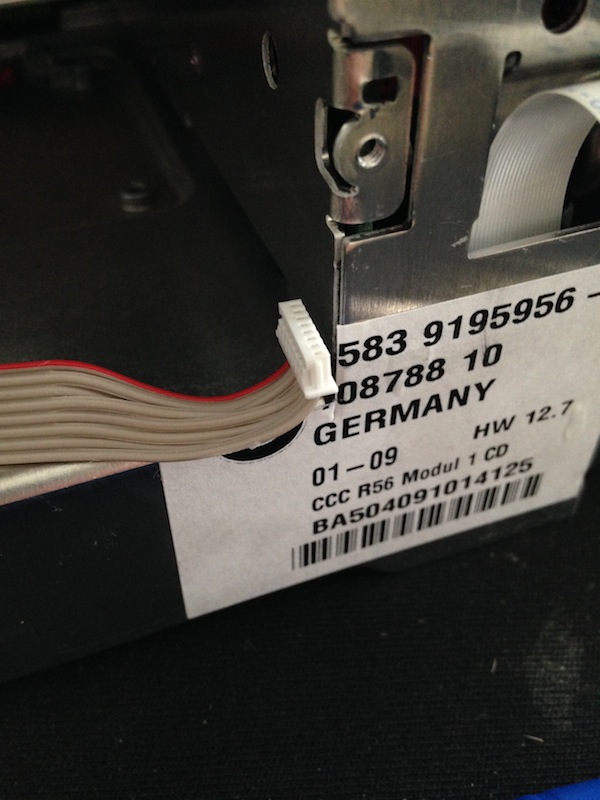 583 9195956 -
08788 10
GERMANY
HW 12.7
01-09
CCC R56 Modul 1 CD
BA504091014125